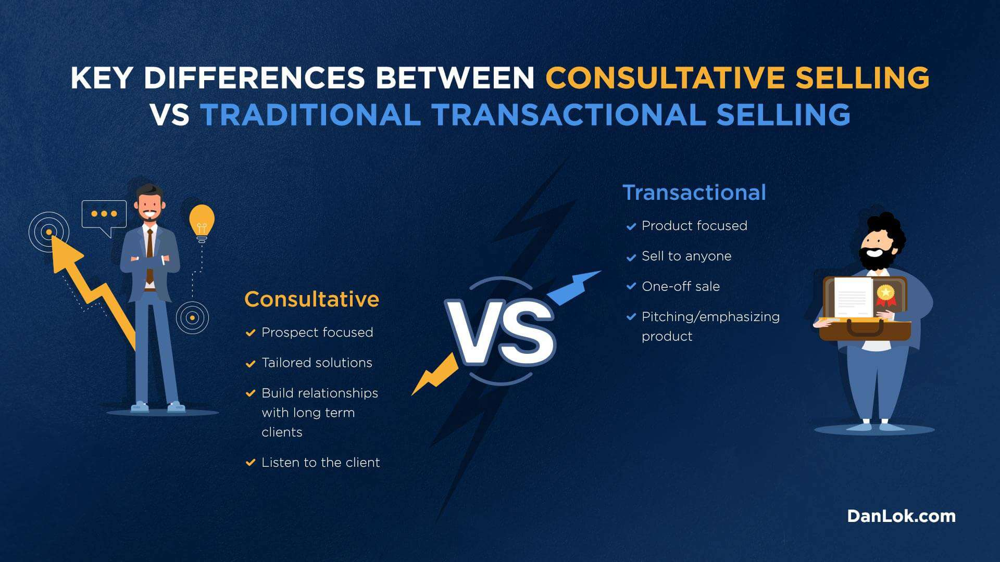 KEY DIFFERENCES BETWEEN CONSULTATIVE SELLING
VS TRADITIONAL TRANSACTIONAL SELLING
Consultative
Prospect focused
Tailored solutions
Build relationships
with long term
clients
Listen to the client
VS
Transactional
Product focused
Sell to anyone
One-off sale
Pitching/emphasizing
product
DanLok.com